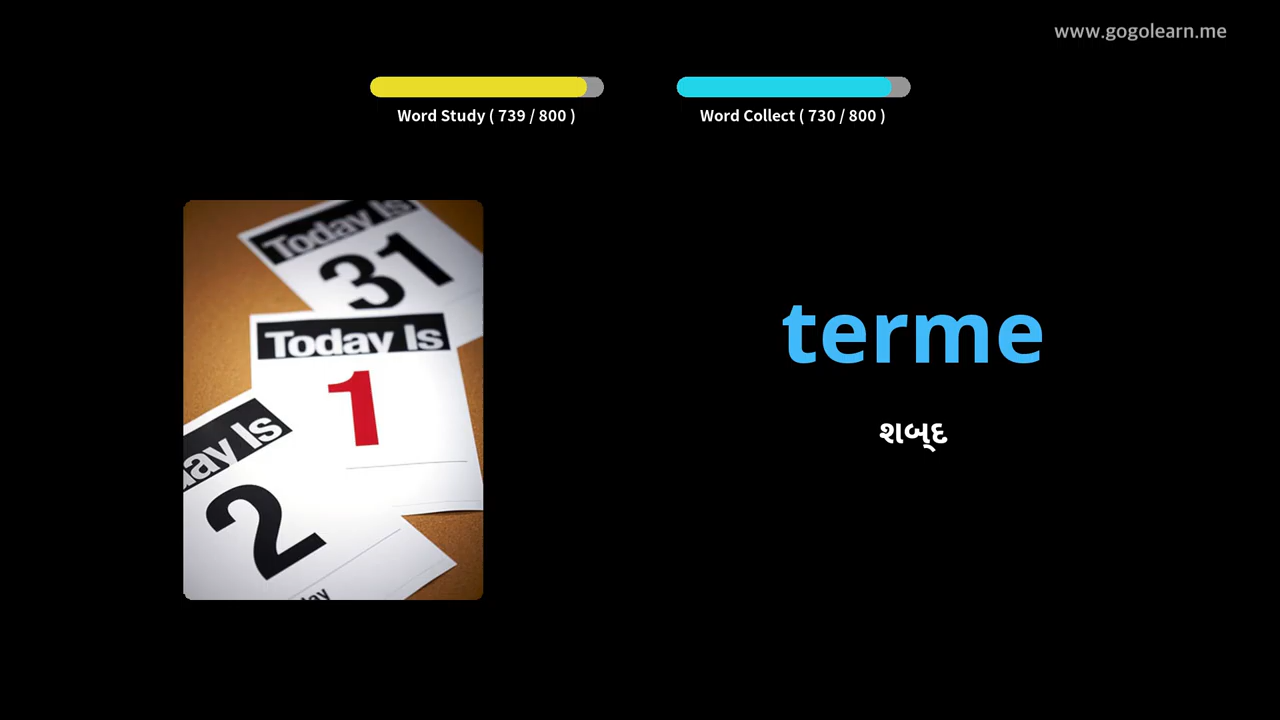 www.gogolearn.me
Word Study ( 739 / 800 )
Word Collect ( 730 / 800 )
Today Is
31
Today Is
1
ay Is
2
terme
શબ્દ